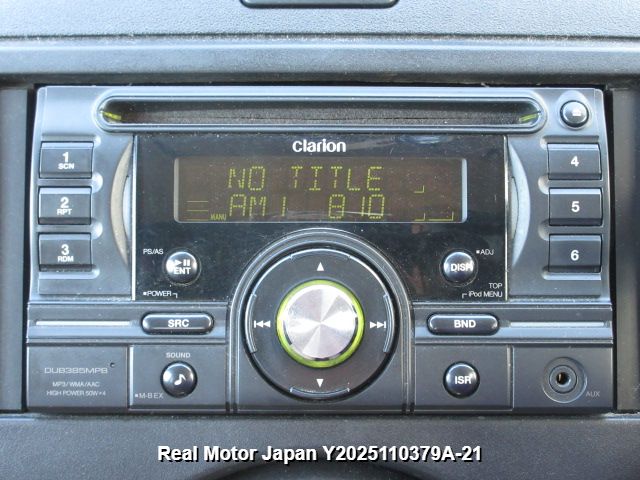 Clarion
1
SCN
4
NO TITLE
2
RPT
MANU AM1 810
5
3
RDM
PS/AS
ENT
■POWER
DISP
■ADJ
TOP
iPod MENU
6
SRC
BND
DUB385MPB
MP3/WMA/AAC
HIGH POWER 50W×4
SOUND
■M-B EX
ISR
AUX
Real Motor Japan Y2025110379A-21